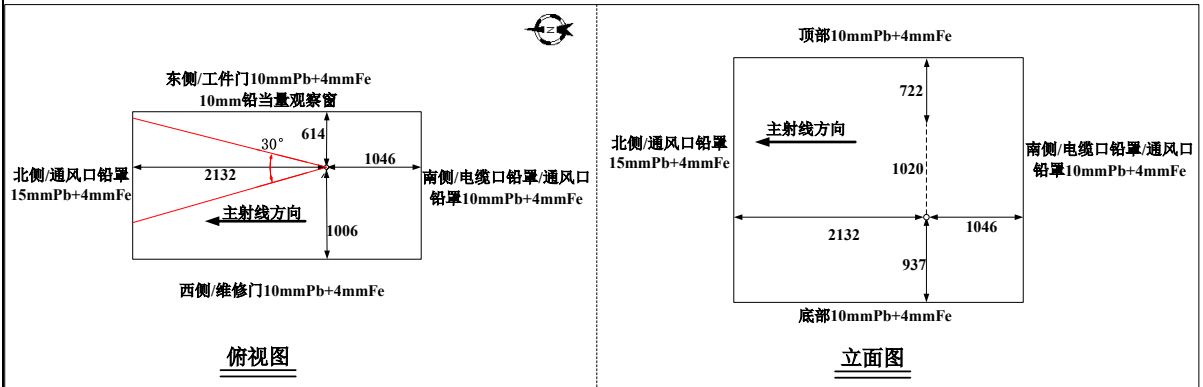 N
东侧/工件门10mmPb+4mmFe
10mm铅当量观察窗
614
30°
北侧/通风口铅罩
15mmPb+4mmFe
2132
1046
南侧/电缆口铅罩/通风口
铅罩10mmPb+4mmFe
主射线方向
1006
西侧/维修门10mmPb+4mmFe
俯视图
顶部10mmPb+4mmFe
722
主射线方向
北侧/通风口铅罩
15mmPb+4mmFe
1020
南侧/电缆口铅罩/通风口
铅罩10mmPb+4mmFe
2132
1046
937
底部10mmPb+4mmFe
立面图